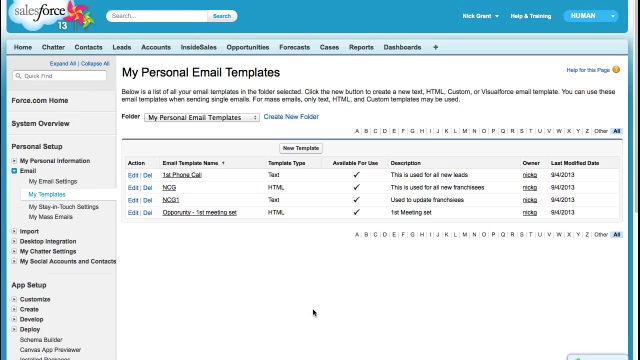 salesforce
13
Search...
Search
Nick Grant
Help & Training
HUMAN
Home Chatter Contacts Leads Accounts InsideSales Opportunities Forecasts Cases Reports Dashboards +
Expand All | Collapse All
Quick Find
Force.com Home
System Overview
Personal Setup
My Personal Information
Email
My Email Settings
My Templates
My Stay-in-Touch Settings
My Mass Emails
Import
Desktop Integration
My Chatter Settings
My Social Accounts and Contacts
App Setup
Customize
Create
Develop
Deploy
Schema Builder
Canvas App Previewer
Installed Packages
My Personal Email Templates
Help for this Page
Below is a list of all your email templates in the folder selected. Click the new button to create a new text, HTML, Custom, or Visualforce email template. You can use these
email templates when sending single emails. For mass emails, only text, HTML, and Custom templates may be used.
Folder My Personal Email Templates Create New Folder
A B C D E F G H I J K L M N O P Q R S T U V W X Y Z Other All
New Template
Action Email Template Name Template Type Available For Use Description Owner Last Modified Date
Edit | Del 1st Phone Call Text ✓ This is used for all new leads nickg 9/4/2013
Edit | Del NCG HTML ✓ This is used for all new franchisees nickg 9/4/2013
Edit | Del NCG1 Text ✓ Used to update franchisees nickg 9/4/2013
Edit | Del Opporunty - 1st meeting set HTML ✓ 1st Meeting set nickg 9/4/2013
A B C D E F G H I J K L M N O P Q R S T U V W X Y Z Other All